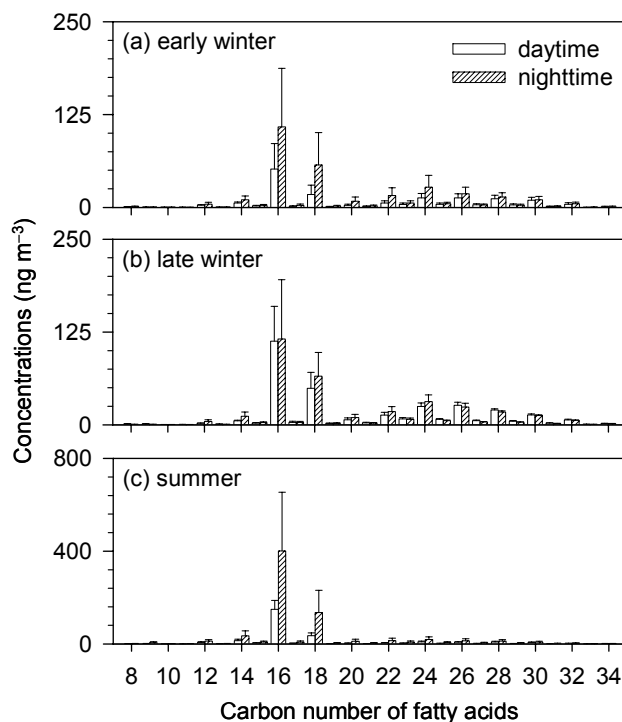 250
(a) early winter
daytime
nighttime
125
0
250
(b) late winter
125
0
800
(c) summer
400
0
8 10 12 14 16 18 20 22 24 26 28 30 32 34
Carbon number of fatty acids
Concentrations (ng m⁻³)